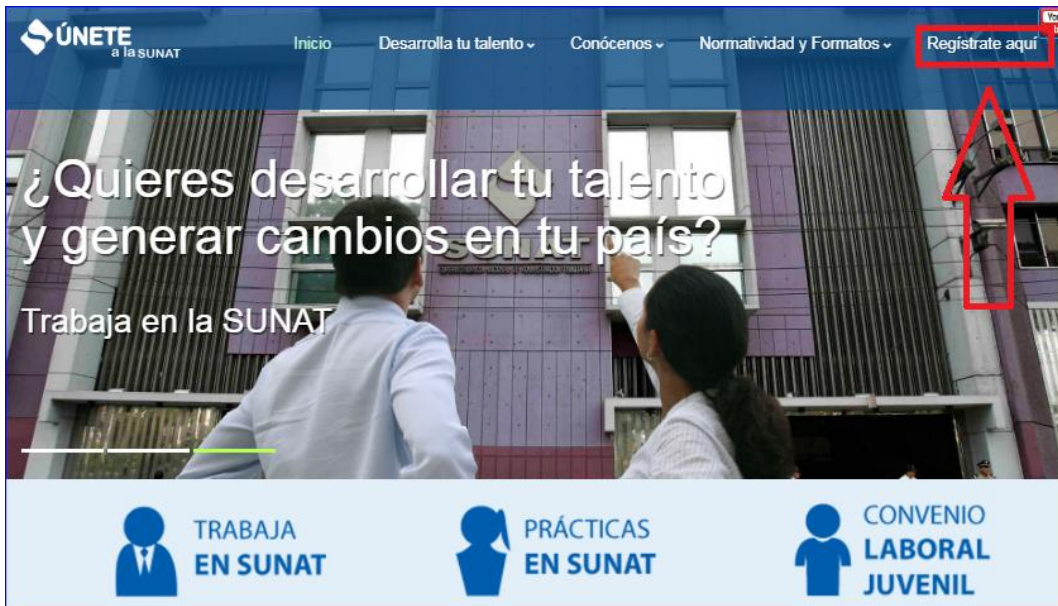 ÚNETE
a la SUNAT
Inicio
Desarrolla tu talento
Conócenos
Normatividad y Formatos
Regístrate aquí
¿Quieres desarrollar tu talento
y generar cambios en tu país?
SUNAT
Trabaja en la SUNAT
TRABAJA
EN SUNAT
PRÁCTICAS
EN SUNAT
CONVENIO
LABORAL
JUVENIL